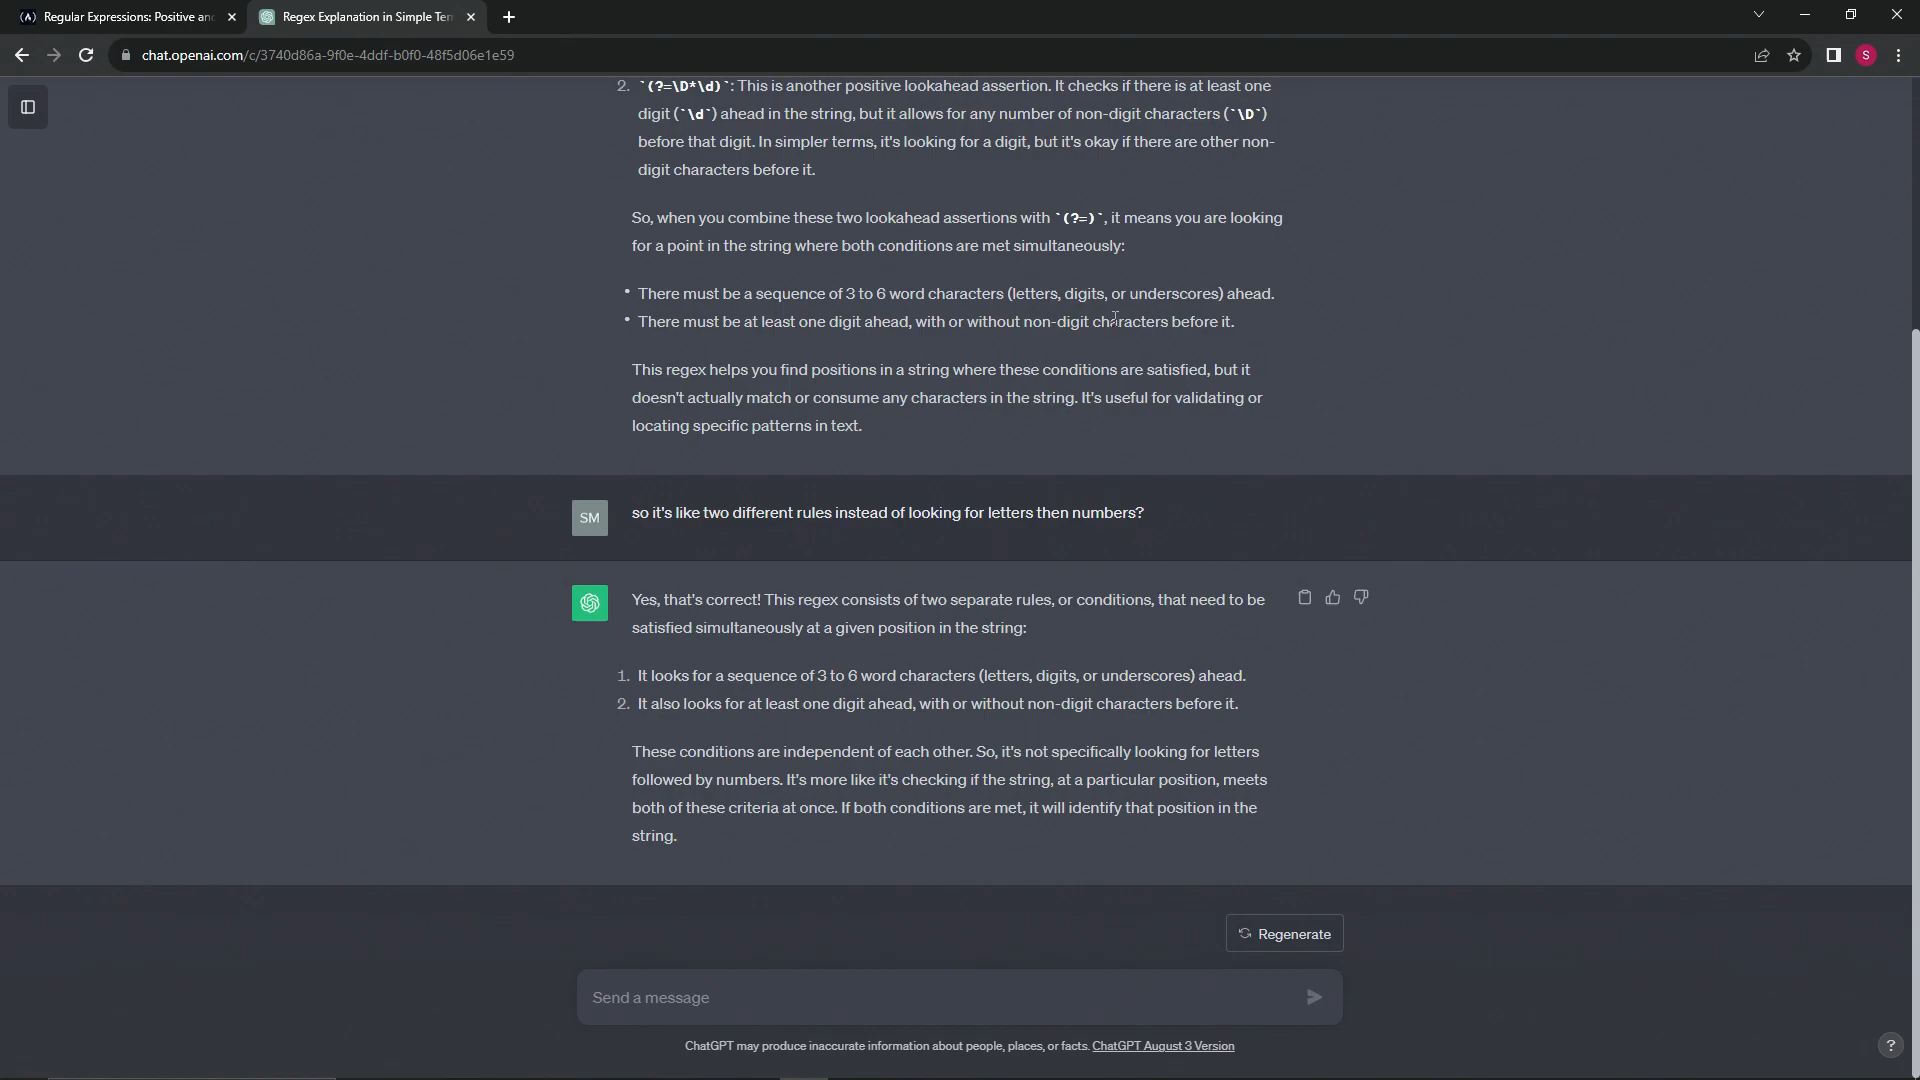 Regular Expressions: Positive an
Regex Explanation in Simple Ter
chat.openai.com/c/3740d86a-9f0e-4ddf-b0f0-48f5d06e1e59
S
2. `(?=\D*\d)`: This is another positive lookahead assertion. It checks if there is at least one
digit (`\d`) ahead in the string, but it allows for any number of non-digit characters (`\D`)
before that digit. In simpler terms, it's looking for a digit, but it's okay if there are other non-
digit characters before it.
So, when you combine these two lookahead assertions with `(?=)`, it means you are looking
for a point in the string where both conditions are met simultaneously:
• There must be a sequence of 3 to 6 word characters (letters, digits, or underscores) ahead.
• There must be at least one digit ahead, with or without non-digit characters before it.
This regex helps you find positions in a string where these conditions are satisfied, but it
doesn't actually match or consume any characters in the string. It's useful for validating or
locating specific patterns in text.
SM
so it's like two different rules instead of looking for letters then numbers?
Yes, that's correct! This regex consists of two separate rules, or conditions, that need to be
satisfied simultaneously at a given position in the string:
1. It looks for a sequence of 3 to 6 word characters (letters, digits, or underscores) ahead.
2. It also looks for at least one digit ahead, with or without non-digit characters before it.
These conditions are independent of each other. So, it's not specifically looking for letters
followed by numbers. It's more like it's checking if the string, at a particular position, meets
both of these criteria at once. If both conditions are met, it will identify that position in the
string.
Regenerate
Send a message
ChatGPT may produce inaccurate information about people, places, or facts. ChatGPT August 3 Version
?